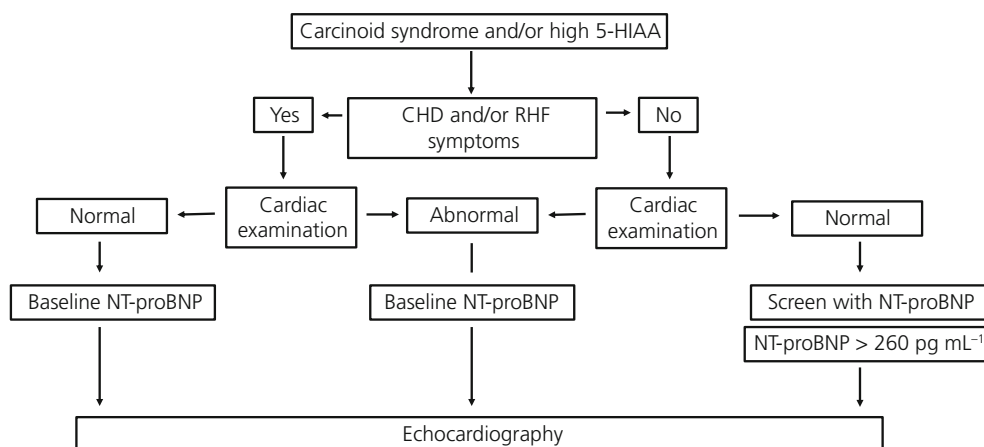 Carcinoid syndrome and/or high 5-HIAA
Yes
CHD and/or RHF
symptoms
No
Normal
Cardiac
examination
Abnormal
Cardiac
examination
Normal
Baseline NT-proBNP
Baseline NT-proBNP
Screen with NT-proBNP
NT-proBNP > 260 pg mL⁻¹
Echocardiography